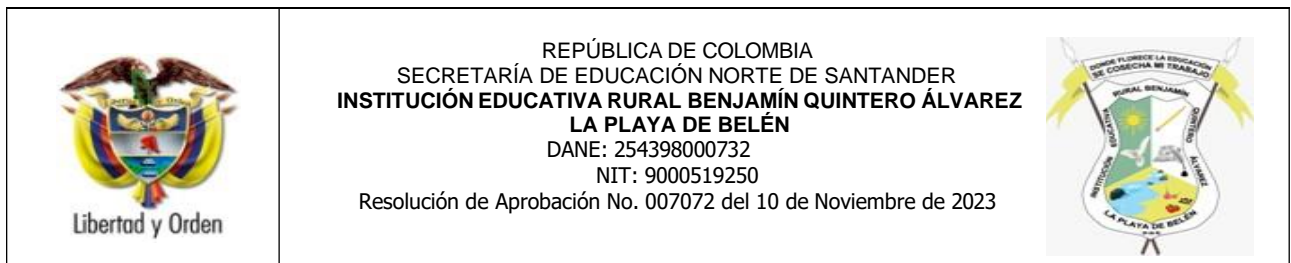 REPÚBLICA DE COLOMBIA
SECRETARÍA DE EDUCACIÓN NORTE DE SANTANDER
INSTITUCIÓN EDUCATIVA RURAL BENJAMÍN QUINTERO ÁLVAREZ
LA PLAYA DE BELÉN
DANE: 254398000732
NIT: 9000519250
Resolución de Aprobación No. 007072 del 10 de Noviembre de 2023
Libertad y Orden
DONDE FLORECE LA EDUCACIÓN
SE COSECHA MI TRABAJO
INSTITUCIÓN EDUCATIVA
RURAL BENJAMÍN
QUINTERO ÁLVAREZ
LA PLAYA DE BELÉN